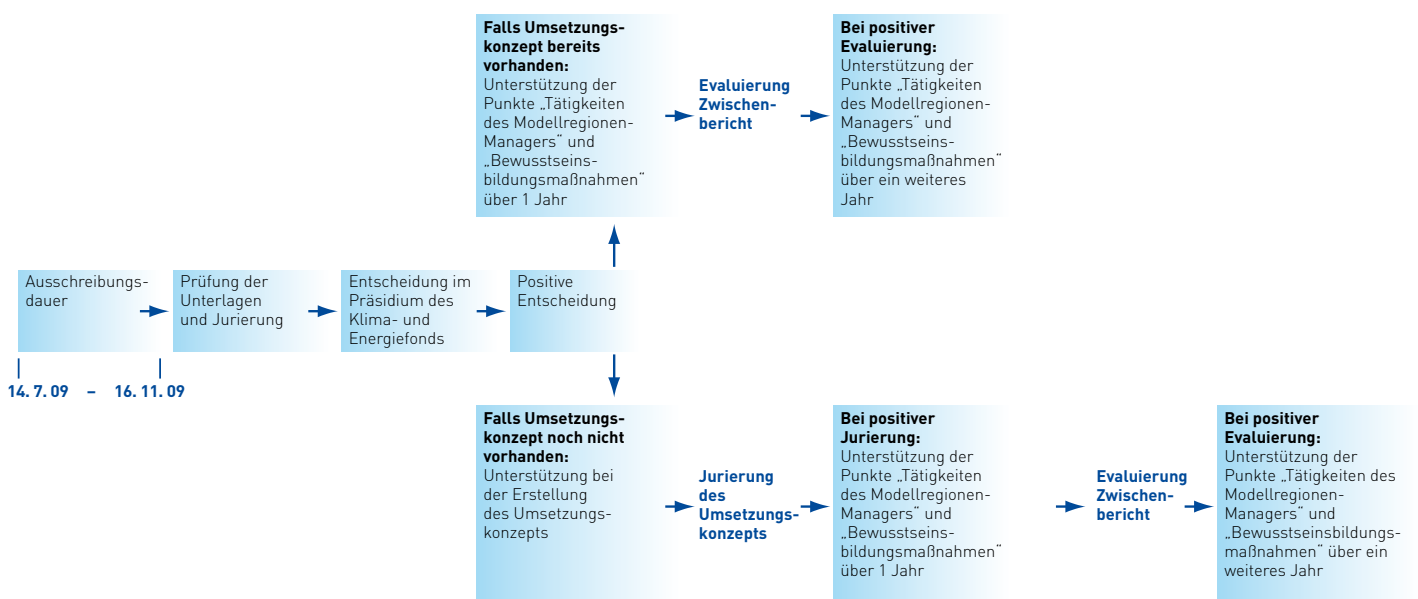 Falls Umsetzungs-
konzept bereits
vorhanden:
Unterstützung der
Punkte „Tätigkeiten
des Modellregionen-
Managers“ und
„Bewusstseins-
bildungsmaßnahmen“
über 1 Jahr
Evaluierung
Zwischen-
bericht
Bei positiver
Evaluierung:
Unterstützung der
Punkte „Tätigkeiten
des Modellregionen-
Managers“ und
„Bewusstseins-
bildungsmaßnahmen“
über ein weiteres
Jahr
Ausschreibungs-
dauer
Prüfung der
Unterlagen
und Jurierung
Entscheidung im
Präsidium des
Klima- und
Energiefonds
Positive
Entscheidung
14. 7. 09 – 16. 11. 09
Falls Umsetzungs-
konzept noch nicht
vorhanden:
Unterstützung bei
der Erstellung
des Umsetzungs-
konzepts
Jurierung
des
Umsetzungs-
konzepts
Bei positiver
Jurierung:
Unterstützung der
Punkte „Tätigkeiten
des Modellregionen-
Managers“ und
„Bewusstseins-
bildungsmaßnahmen“
über 1 Jahr
Evaluierung
Zwischen-
bericht
Bei positiver
Evaluierung:
Unterstützung der
Punkte „Tätigkeiten des
Modellregionen-
Managers“ und
„Bewusstseinsbildungs-
maßnahmen“ über ein
weiteres Jahr